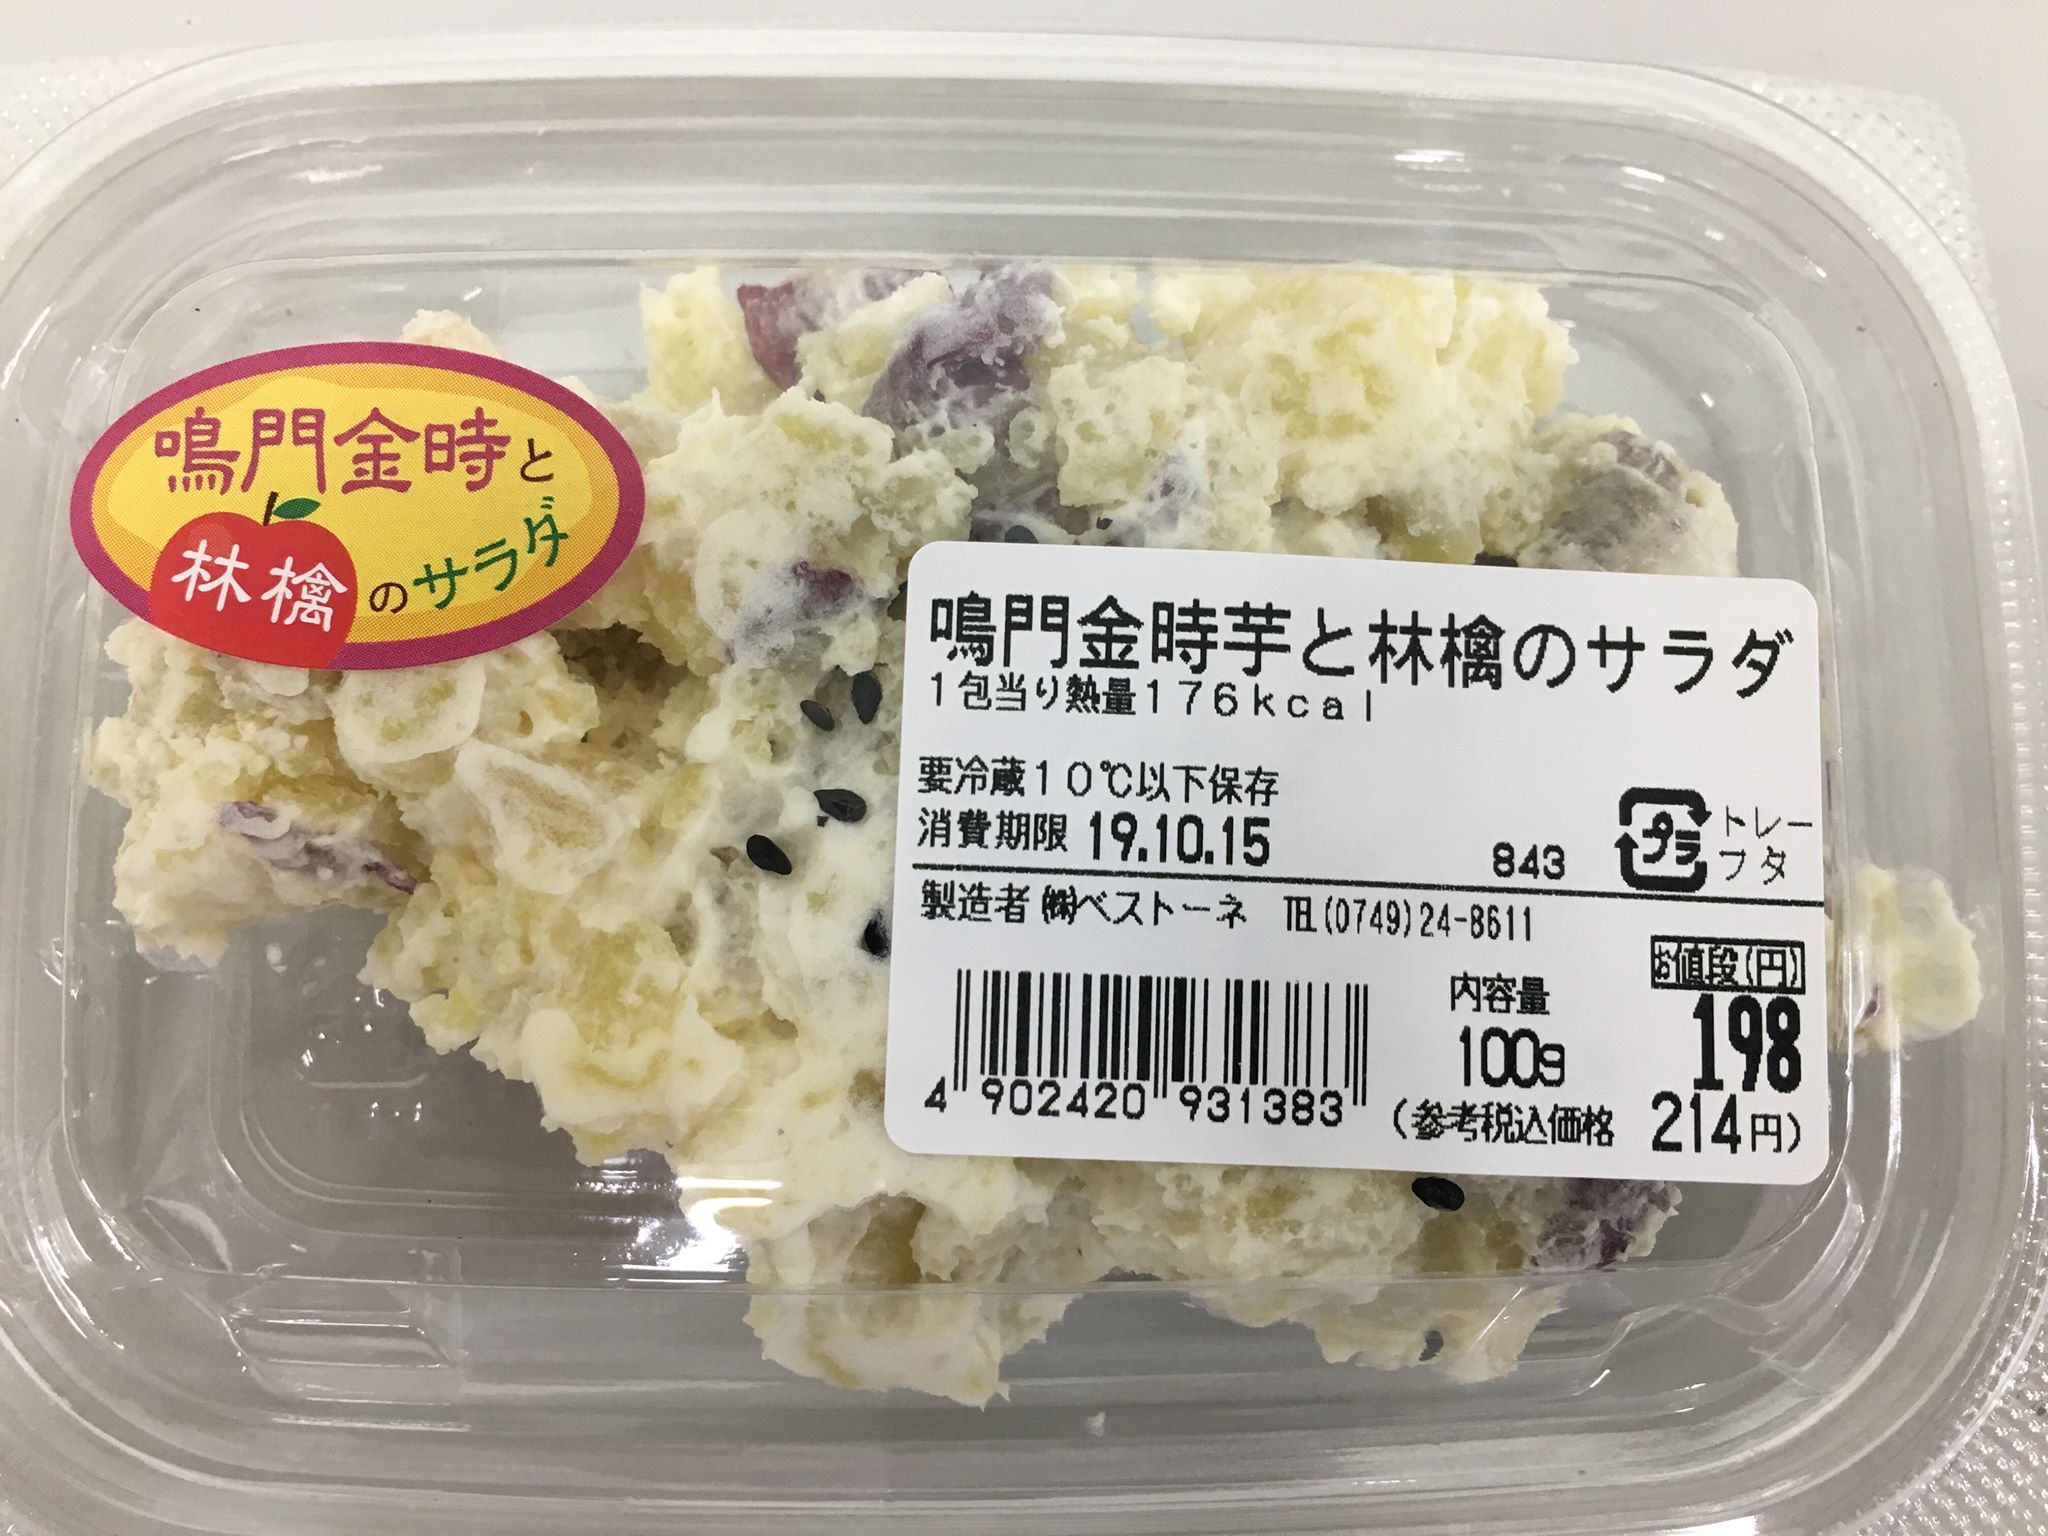 鳴門金時と
林檎のサラダ
鳴門金時芋と林檎のサラダ
1包当り熱量176kcal
要冷蔵10℃以下保存
消費期限 19.10.15
843
プラ
トレー
フタ
製造者 ㈱ベストーネ TEL(0749)24-8611
お値段(円)
内容量
198
100g
4 902420 931383
(参考税込価格 214円)